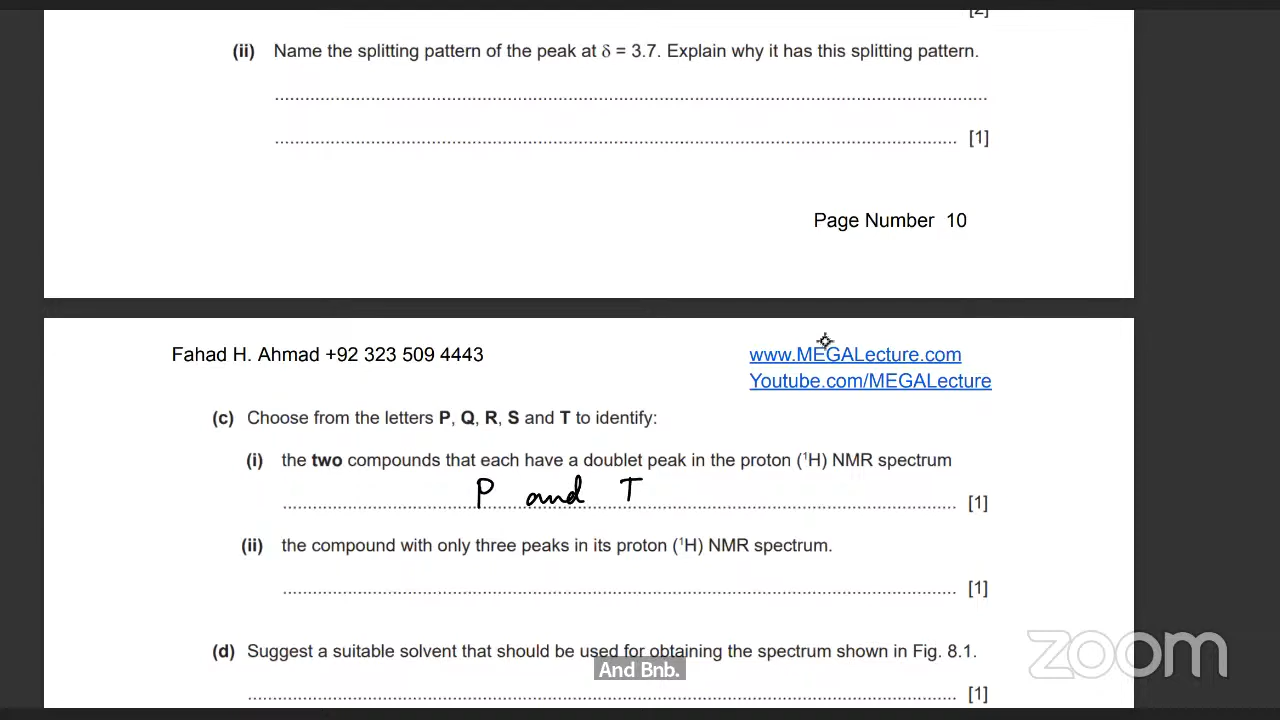 [2]
(ii) Name the splitting pattern of the peak at δ = 3.7. Explain why it has this splitting pattern.
[1]
Page Number 10
Fahad H. Ahmad +92 323 509 4443
www.MEGALecture.com
Youtube.com/MEGALecture
(c) Choose from the letters P, Q, R, S and T to identify:
(i) the two compounds that each have a doublet peak in the proton (¹H) NMR spectrum
P and T [1]
(ii) the compound with only three peaks in its proton (¹H) NMR spectrum.
[1]
(d) Suggest a suitable solvent that should be used for obtaining the spectrum shown in Fig. 8.1.
And Bnb.
[1]
zoom